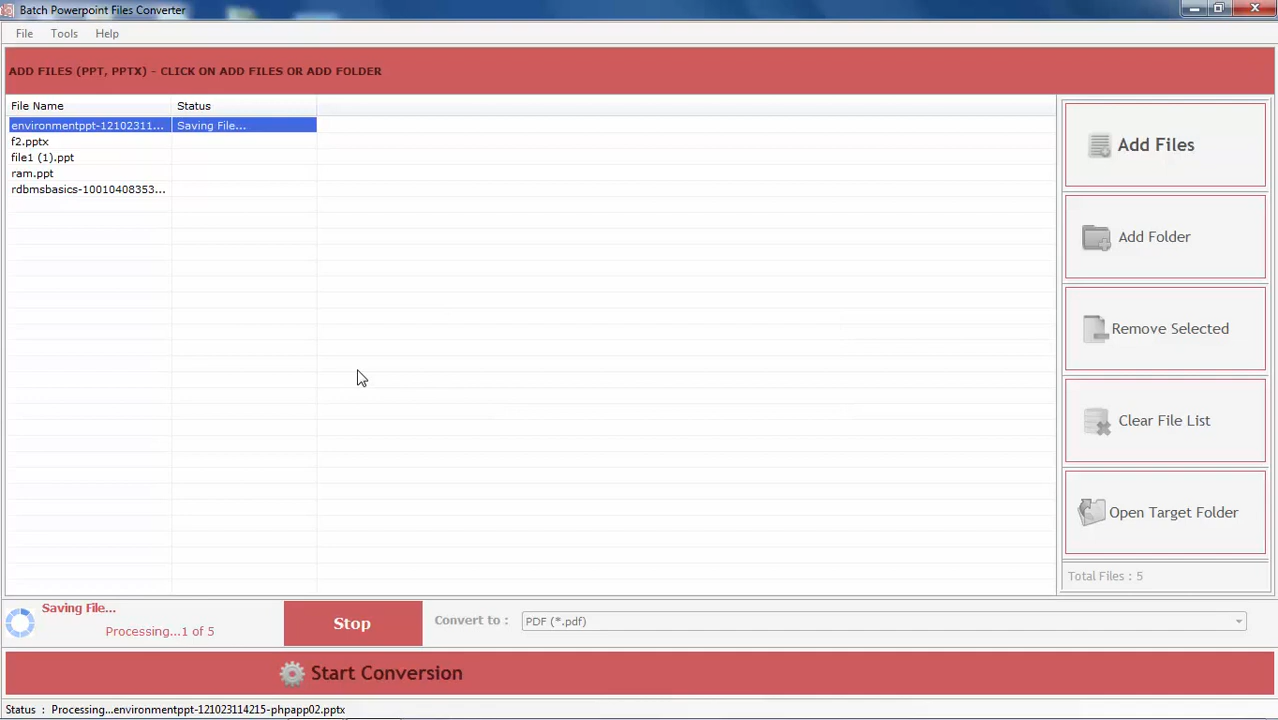 Batch Powerpoint Files Converter
File Tools Help
ADD FILES (PPT, PPTX) - CLICK ON ADD FILES OR ADD FOLDER
File Name Status
environmentppt-12102311... Saving File...
f2.pptx
file1 (1).ppt
ram.ppt
rdbmsbasics-10010408353...
Add Files
Add Folder
Remove Selected
Clear File List
Open Target Folder
Total Files : 5
Saving File...
Processing...1 of 5
Stop
Convert to : PDF (*.pdf)
Start Conversion
Status : Processing...environmentppt-121023114215-phpapp02.pptx